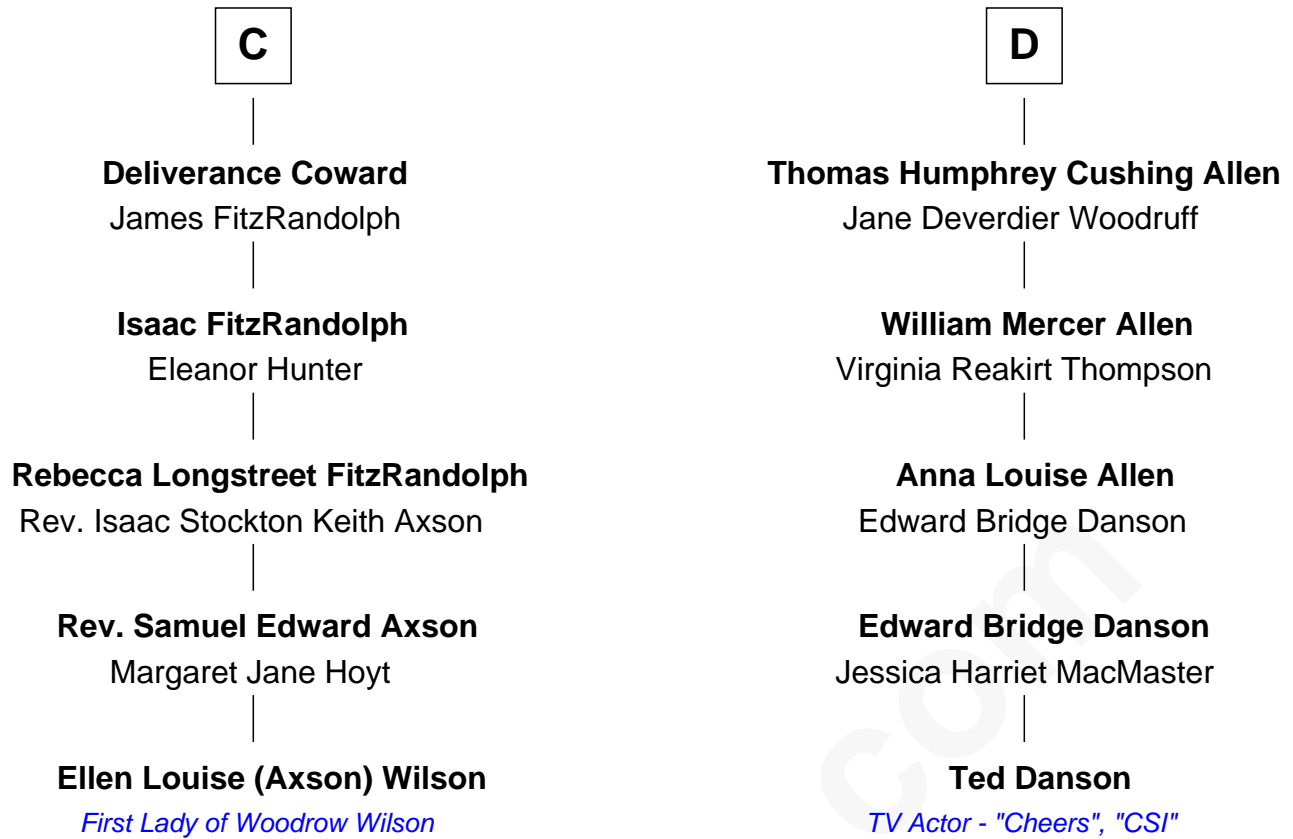 C
Deliverance Coward
James FitzRandolph
Isaac FitzRandolph
Eleanor Hunter
Rebecca Longstreet FitzRandolph
Rev. Isaac Stockton Keith Axson
Rev. Samuel Edward Axson
Margaret Jane Hoyt
Ellen Louise (Axson) Wilson
First Lady of Woodrow Wilson
D
Thomas Humphrey Cushing Allen
Jane Deverdier Woodruff
William Mercer Allen
Virginia Reakirt Thompson
Anna Louise Allen
Edward Bridge Danson
Edward Bridge Danson
Jessica Harriet MacMaster
Ted Danson
TV Actor - "Cheers", "CSI"
com